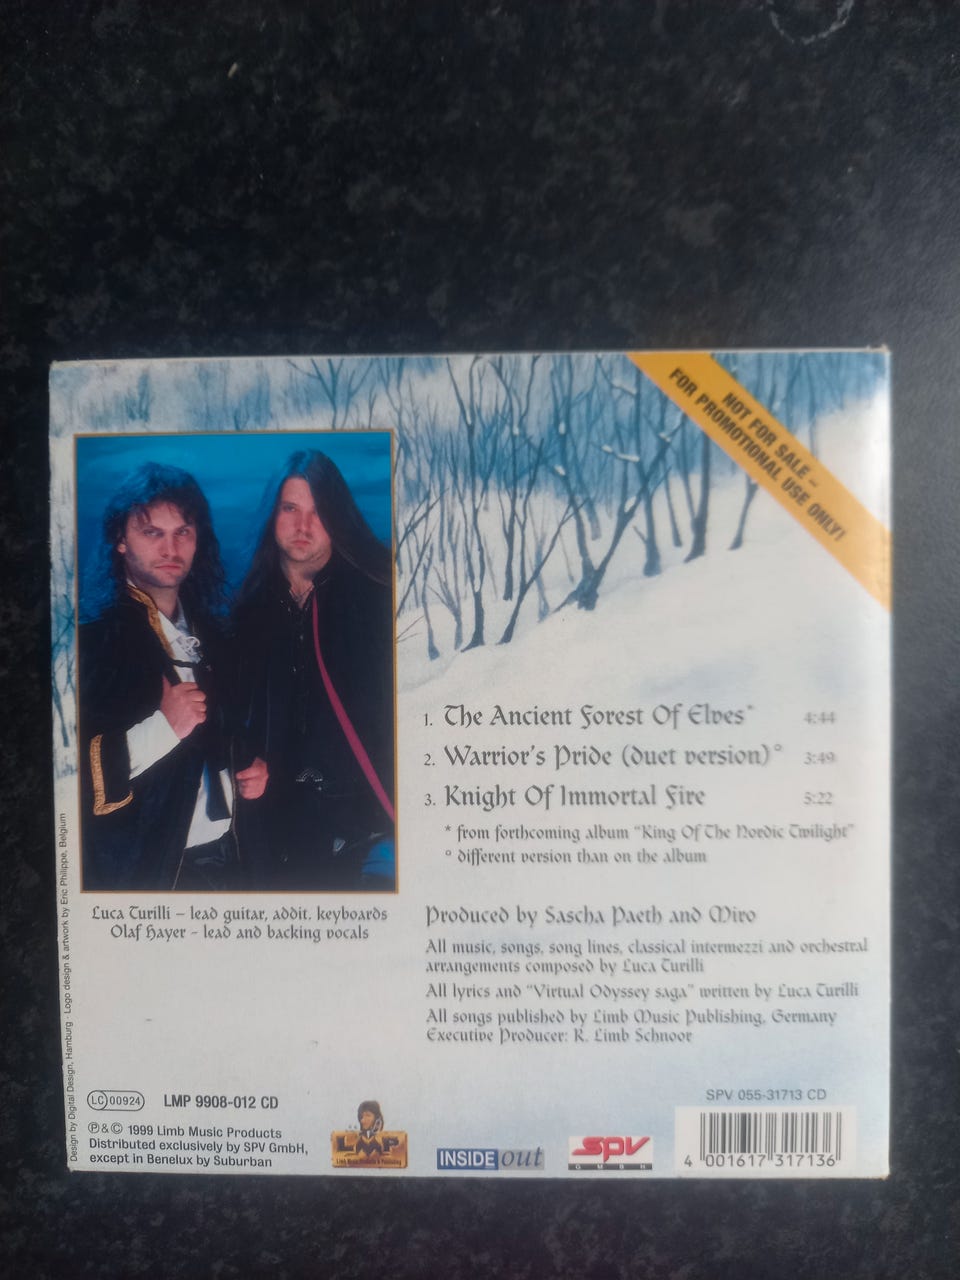 NOT FOR SALE –
FOR PROMOTIONAL USE ONLY!
1. The Ancient Forest Of Elves* 4:44
2. Warrior's Pride (duet version)° 3:49
3. Knight Of Immortal Fire 5:22
* from forthcoming album "King Of The Nordic Twilight"
° different version than on the album
Luca Turilli – lead guitar, addit. keyboards
Olaf Hayer – lead and backing vocals
Produced by Sascha Paeth and Miro
All music, songs, song lines, classical intermezzi and orchestral
arrangements composed by Luca Turilli
All lyrics and "Virtual Odyssey saga" written by Luca Turilli
All songs published by Limb Music Publishing, Germany
Executive Producer: R. Limb Schnoor
Design by Digital Design, Hamburg · Logo design & artwork by Eric Philippe, Belgium
LC 00924 LMP 9908-012 CD
℗ & © 1999 Limb Music Products
Distributed exclusively by SPV GmbH,
except in Benelux by Suburban
LMP
Limb Music Products & Publishing
INSIDE out
SPV
GMBH
SPV 055-31713 CD
4 001617 317136